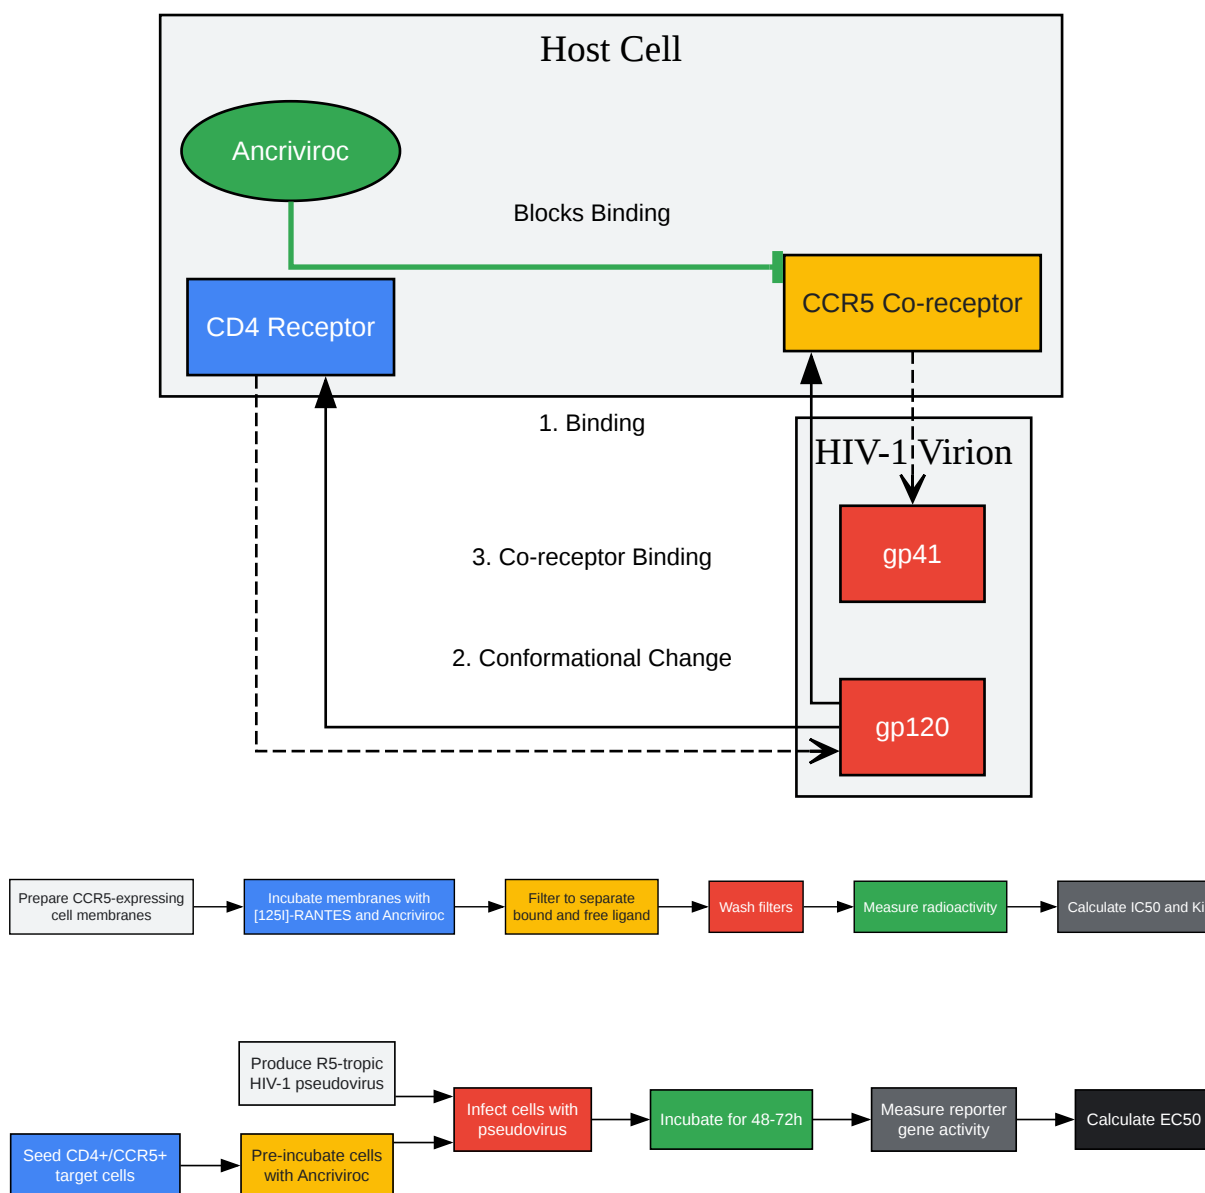 Host Cell
Ancriviroc
Blocks Binding
CCR5 Co-receptor
CD4 Receptor
1. Binding
HIV-1 Virion
gp41
3. Co-receptor Binding
2. Conformational Change
gp120
Prepare CCR5-expressing
cell membranes
Incubate membranes with
[125I]-RANTES and Ancriviroc
Filter to separate
bound and free ligand
Wash filters
Measure radioactivity
Calculate IC50 and Ki
Produce R5-tropic
HIV-1 pseudovirus
Seed CD4+/CCR5+
target cells
Pre-incubate cells
with Ancriviroc
Infect cells with
pseudovirus
Incubate for 48-72h
Measure reporter
gene activity
Calculate EC50